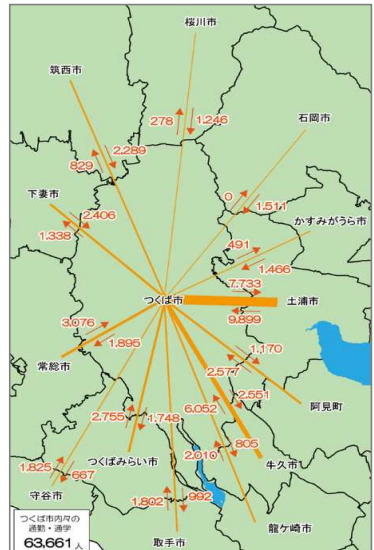 桜川市
筑西市
石岡市
278
1.246
2.289
829
下妻市
0
1.511
かすみがうら市
2.406
1.338
491
1.466
7.733
つくば市
土浦市
9.899
3.076
1.895
1.170
2.577
常総市
2.551
阿見町
6.052
2.755
1.748
805
2.010
つくばみらい市
牛久市
1.825
667
守谷市
992
1.802
龍ケ崎市
取手市
つくば市内々の
通勤・通学
63,661人